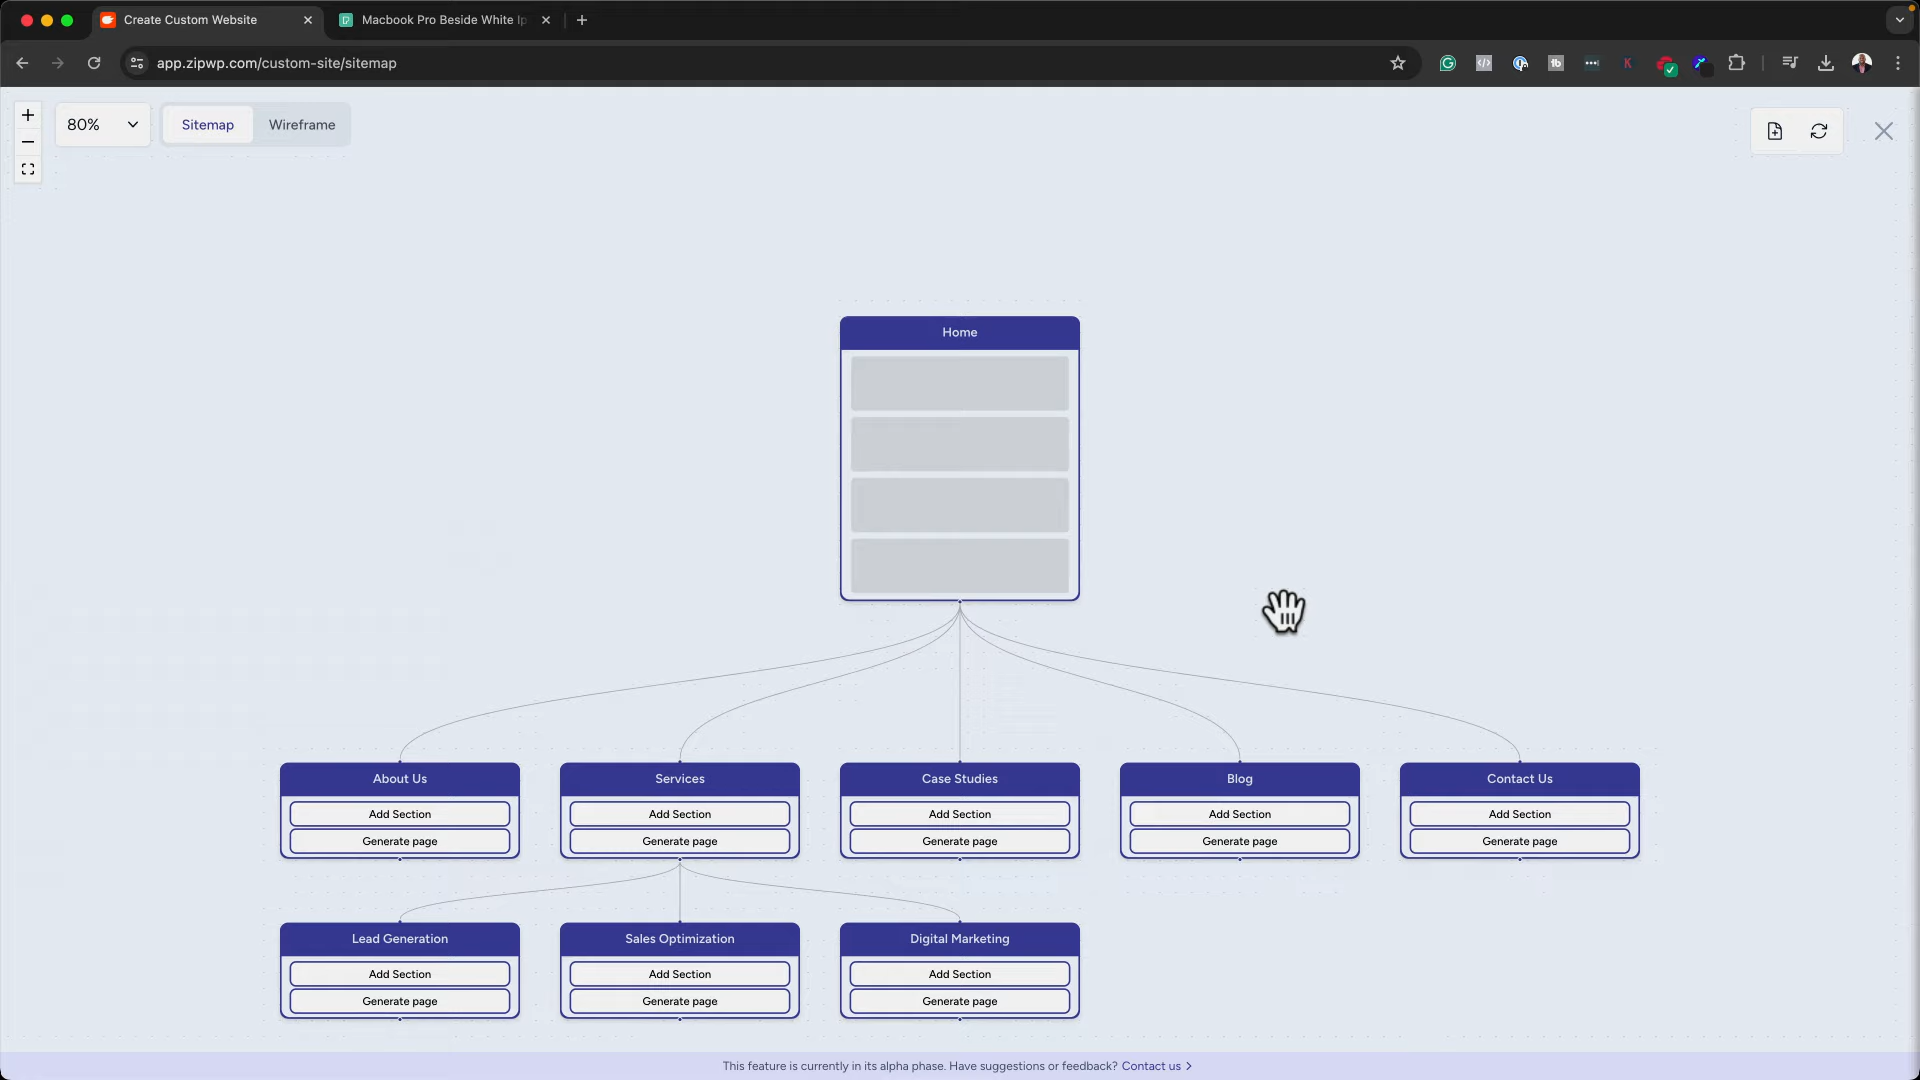 Create Custom Website
Macbook Pro Beside White Ip
app.zipwp.com/custom-site/sitemap
80%
Sitemap
Wireframe
Home
About Us
Services
Case Studies
Blog
Contact Us
Add Section
Add Section
Add Section
Add Section
Add Section
Generate page
Generate page
Generate page
Generate page
Generate page
Lead Generation
Sales Optimization
Digital Marketing
Add Section
Add Section
Add Section
Generate page
Generate page
Generate page
This feature is currently in its alpha phase. Have suggestions or feedback? Contact us >